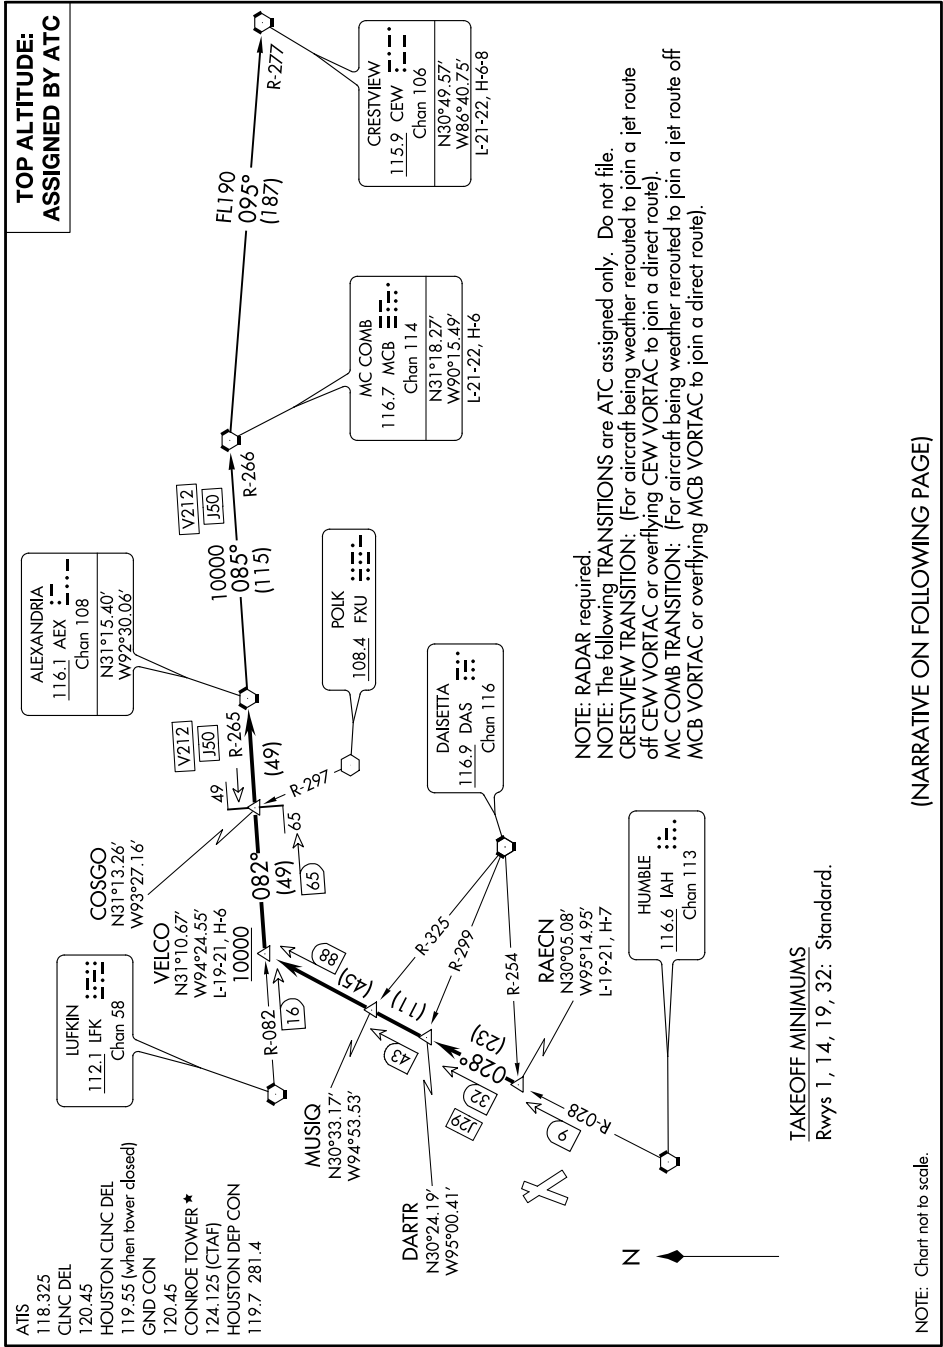 TOP ALTITUDE:
ASSIGNED BY ATC
ATIS
118.325
CLNC DEL
120.45
HOUSTON CLNC DEL
119.55 (when tower closed)
GND CON
120.45
CONROE TOWER ★
124.125 (CTAF)
HOUSTON DEP CON
119.7 281.4
LUFKIN
112.1 LFK
Chan 58
ALEXANDRIA
116.1 AEX
Chan 108
N31°15.40′
W92°30.06′
COSGO
N31°13.26′
W93°27.16′
VELCO
N31°10.67′
W94°24.55′
L-19-21, H-6
10000
R-082
16
082°
(49)
65
65
49
R-265
(49)
V212
J50
R-297
POLK
108.4 FXU
10000
085°
(115)
V212
J50
R-266
MC COMB
116.7 MCB
Chan 114
N31°18.27′
W90°15.49′
L-21-22, H-6
FL190
095°
(187)
R-277
CRESTVIEW
115.9 CEW
Chan 106
N30°49.57′
W86°40.75′
L-21-22, H-6-8
MUSIQ
N30°33.17′
W94°53.53′
88
(45)
(11)
43
DARTR
N30°24.19′
W95°00.41′
(23)
028°
32
J29
9
R-028
R-325
R-299
R-254
DAISETTA
116.9 DAS
Chan 116
RAECN
N30°05.08′
W95°14.95′
L-19-21, H-7
HUMBLE
116.6 IAH
Chan 113
N
NOTE: RADAR required.
NOTE: The following TRANSITIONS are ATC assigned only. Do not file.
CRESTVIEW TRANSITION: (For aircraft being weather rerouted to join a jet route
off CEW VORTAC or overflying CEW VORTAC to join a direct route).
MC COMB TRANSITION: (For aircraft being weather rerouted to join a jet route off
MCB VORTAC or overflying MCB VORTAC to join a direct route).
TAKEOFF MINIMUMS
Rwys 1, 14, 19, 32: Standard.
NOTE: Chart not to scale.
(NARRATIVE ON FOLLOWING PAGE)